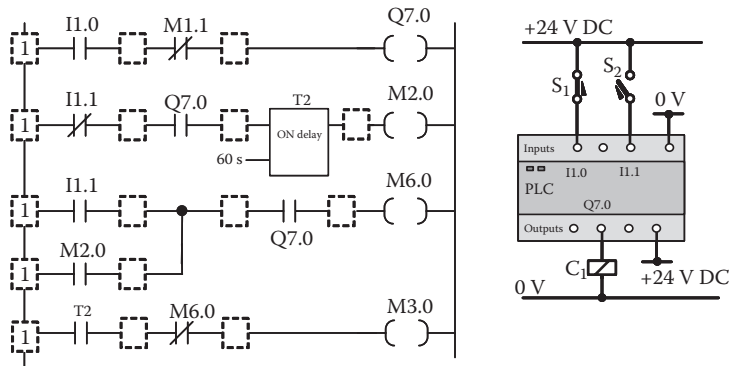 I1.0 M1.1 Q7.0
1
I1.1 Q7.0 T2 M2.0
1 ON delay
60 s
I1.1 M6.0
1
Q7.0
M2.0
1
T2 M6.0 M3.0
1
+24 V DC
S1 S2
0 V
Inputs
I1.0 I1.1
PLC
Q7.0
Outputs
C1
+24 V DC
0 V